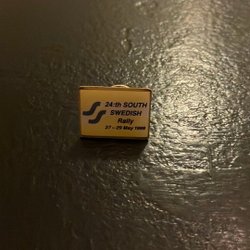 24:th SOUTH
SWEDISH
Rally
27 - 29 May 1999